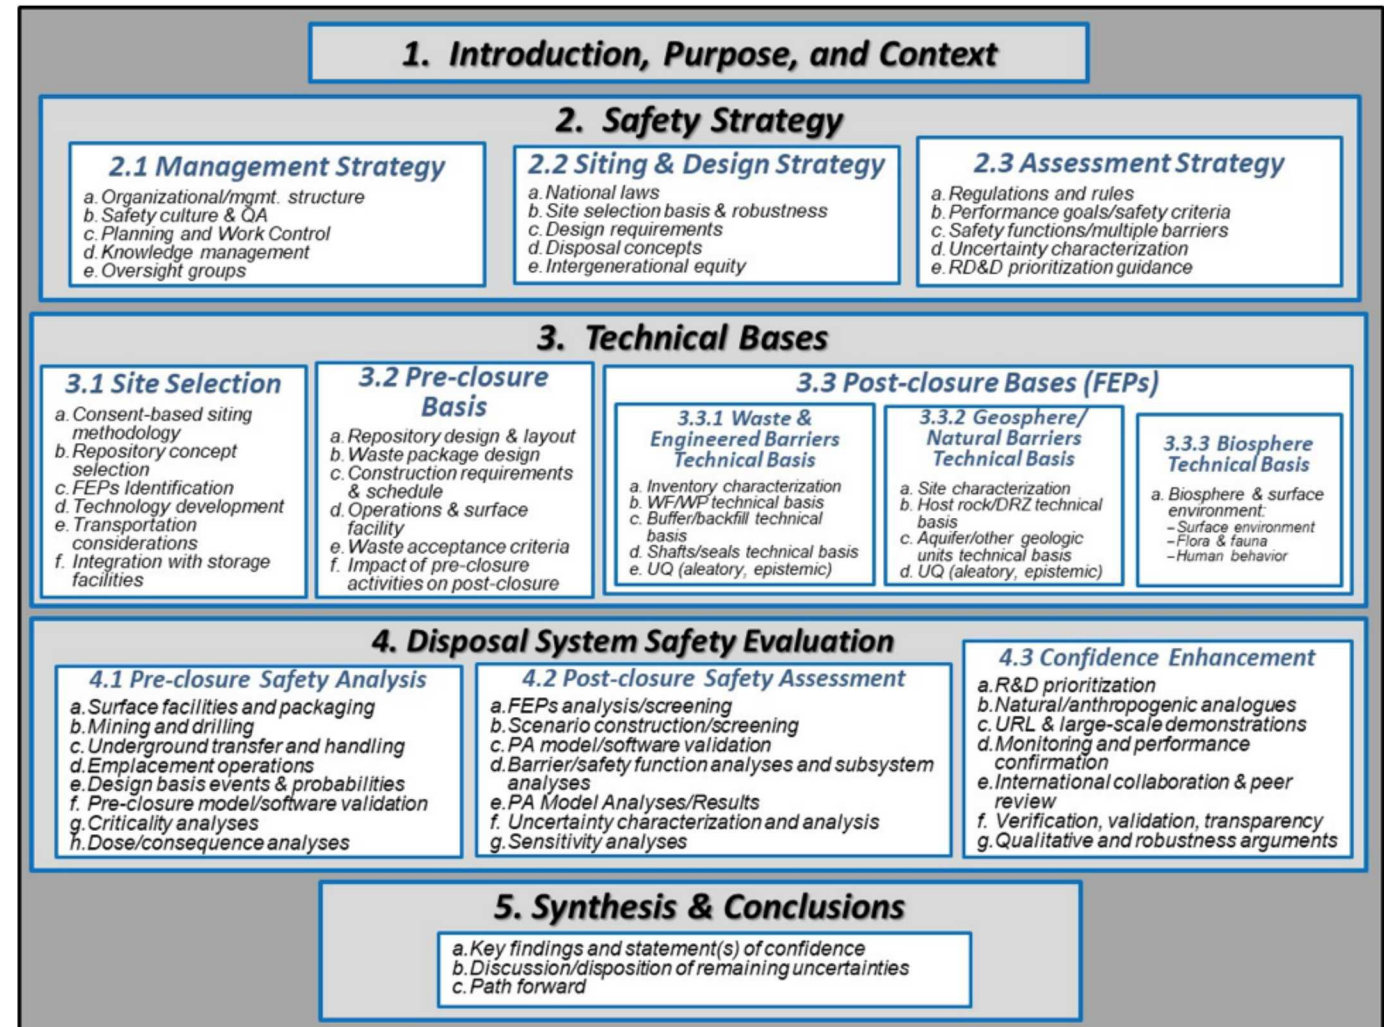 1. Introduction, Purpose, and Context
2. Safety Strategy
2.1 Management Strategy
a. Organizational/mgmt. structure
b. Safety culture & QA
c. Planning and Work Control
d. Knowledge management
e. Oversight groups
2.2 Siting & Design Strategy
a. National laws
b. Site selection basis & robustness
c. Design requirements
d. Disposal concepts
e. Intergenerational equity
2.3 Assessment Strategy
a. Regulations and rules
b. Performance goals/safety criteria
c. Safety functions/multiple barriers
d. Uncertainty characterization
e. RD&D prioritization guidance
3. Technical Bases
3.1 Site Selection
a. Consent-based siting
methodology
b. Repository concept
selection
c. FEPs Identification
d. Technology development
e. Transportation
considerations
f. Integration with storage
facilities
3.2 Pre-closure
Basis
a. Repository design & layout
b. Waste package design
c. Construction requirements
& schedule
d. Operations & surface
facility
e. Waste acceptance criteria
f. Impact of pre-closure
activities on post-closure
3.3 Post-closure Bases (FEPs)
3.3.1 Waste &
Engineered Barriers
Technical Basis
a. Inventory characterization
b. WF/WP technical basis
c. Buffer/backfill technical
basis
d. Shafts/seals technical basis
e. UQ (aleatory, epistemic)
3.3.2 Geosphere/
Natural Barriers
Technical Basis
a. Site characterization
b. Host rock/DRZ technical
basis
c. Aquifer/other geologic
units technical basis
d. UQ (aleatory, epistemic)
3.3.3 Biosphere
Technical Basis
a. Biosphere & surface
environment:
– Surface environment
– Flora & fauna
– Human behavior
4. Disposal System Safety Evaluation
4.1 Pre-closure Safety Analysis
a. Surface facilities and packaging
b. Mining and drilling
c. Underground transfer and handling
d. Emplacement operations
e. Design basis events & probabilities
f. Pre-closure model/software validation
g. Criticality analyses
h. Dose/consequence analyses
4.2 Post-closure Safety Assessment
a. FEPs analysis/screening
b. Scenario construction/screening
c. PA model/software validation
d. Barrier/safety function analyses and subsystem
analyses
e. PA Model Analyses/Results
f. Uncertainty characterization and analysis
g. Sensitivity analyses
4.3 Confidence Enhancement
a. R&D prioritization
b. Natural/anthropogenic analogues
c. URL & large-scale demonstrations
d. Monitoring and performance
confirmation
e. International collaboration & peer
review
f. Verification, validation, transparency
g. Qualitative and robustness arguments
5. Synthesis & Conclusions
a. Key findings and statement(s) of confidence
b. Discussion/disposition of remaining uncertainties
c. Path forward